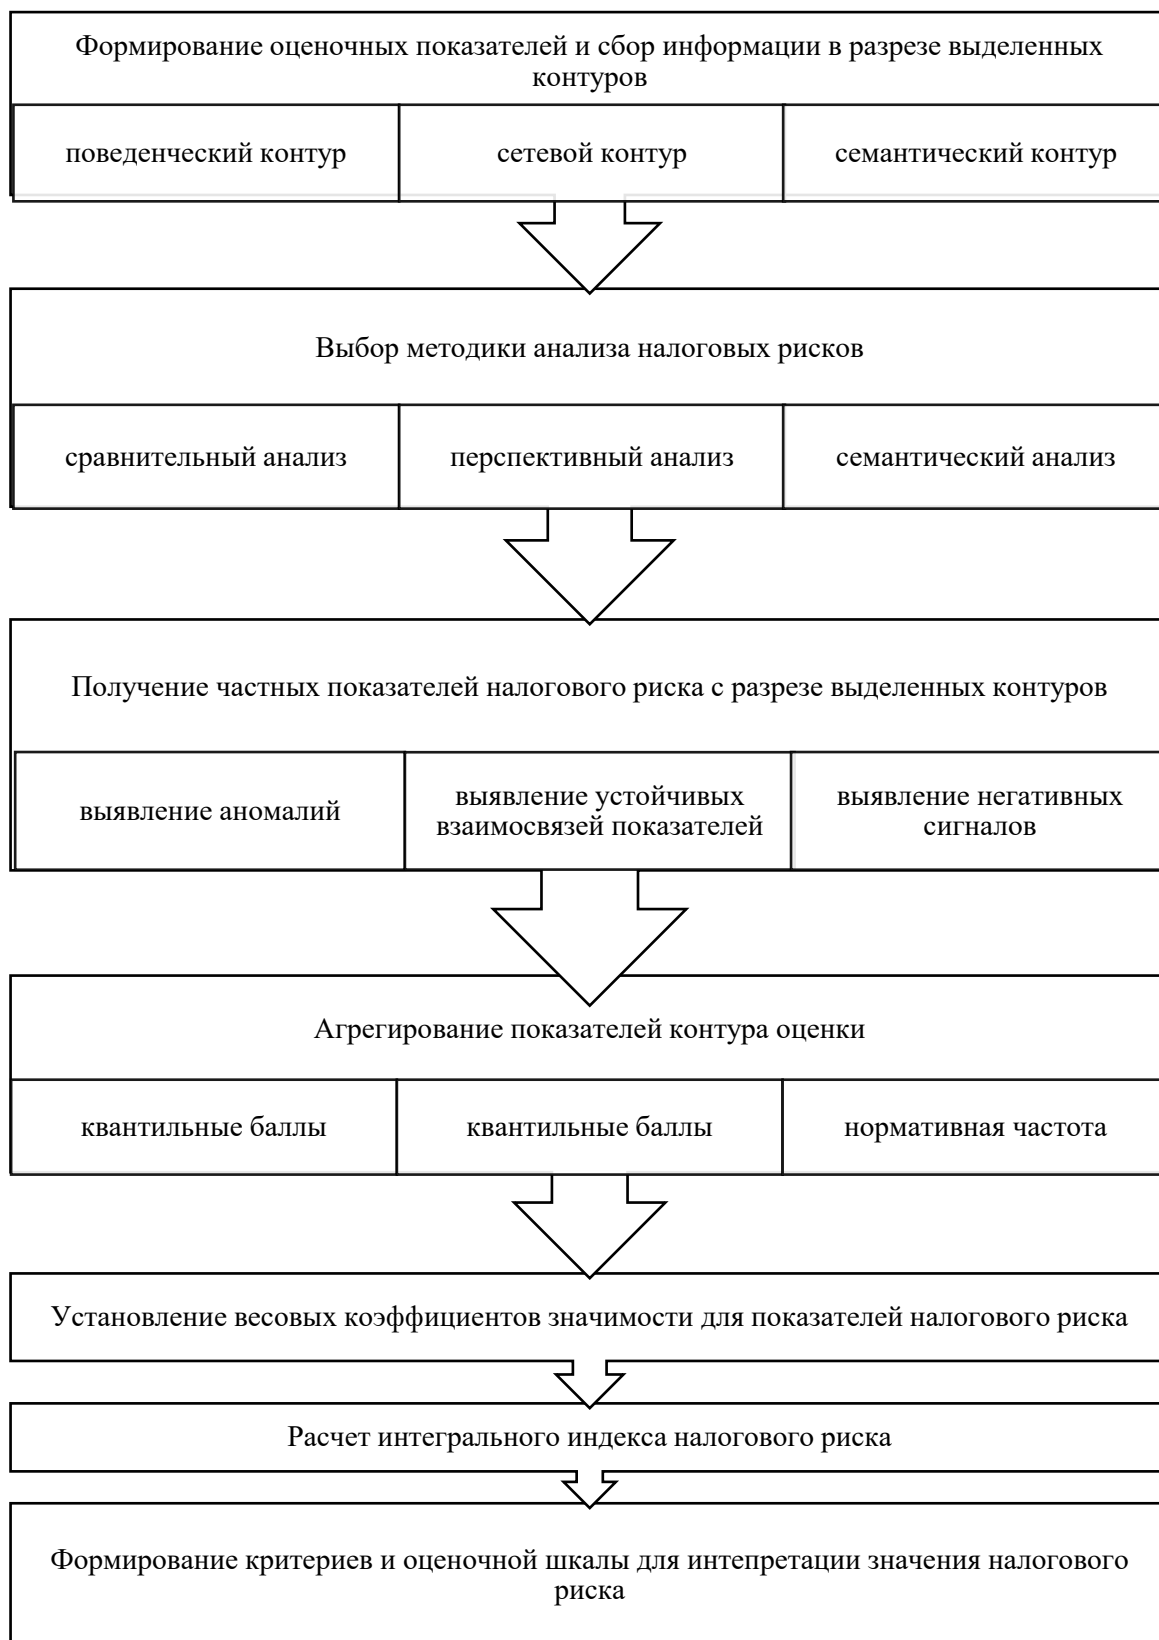 Формирование оценочных показателей и сбор информации в разрезе выделенных
контуров
поведенческий контур
сетевой контур
семантический контур
Выбор методики анализа налоговых рисков
сравнительный анализ
перспективный анализ
семантический анализ
Получение частных показателей налогового риска с разрезе выделенных контуров
выявление аномалий
выявление устойчивых
взаимосвязей показателей
выявление негативных
сигналов
Агрегирование показателей контура оценки
квантильные баллы
квантильные баллы
нормативная частота
Установление весовых коэффициентов значимости для показателей налогового риска
Расчет интегрального индекса налогового риска
Формирование критериев и оценочной шкалы для интепретации значения налогового
риска